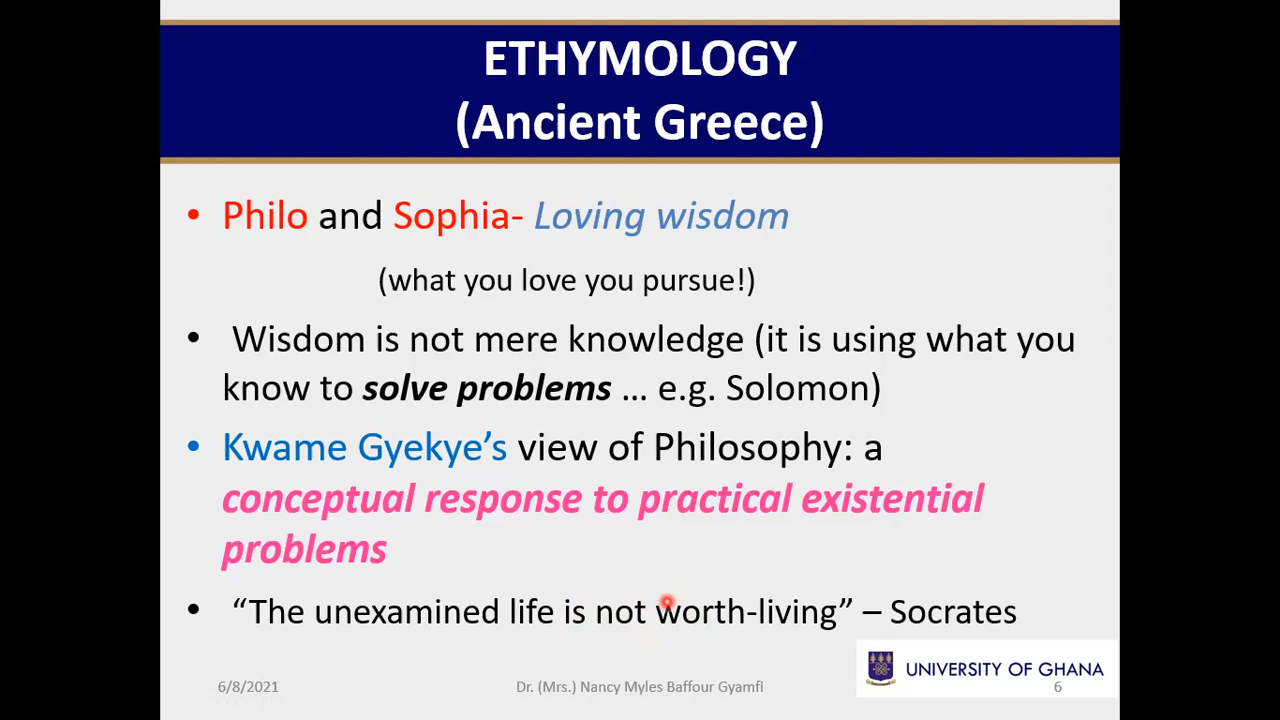 ETHYMOLOGY
(Ancient Greece)
• Philo and Sophia- Loving wisdom
(what you love you pursue!)
• Wisdom is not mere knowledge (it is using what you
know to solve problems … e.g. Solomon)
• Kwame Gyekye’s view of Philosophy: a
conceptual response to practical existential
problems
• “The unexamined life is not worth-living” – Socrates
UNIVERSITY OF GHANA
6/8/2021 Dr. (Mrs.) Nancy Myles Baffour Gyamfi 6